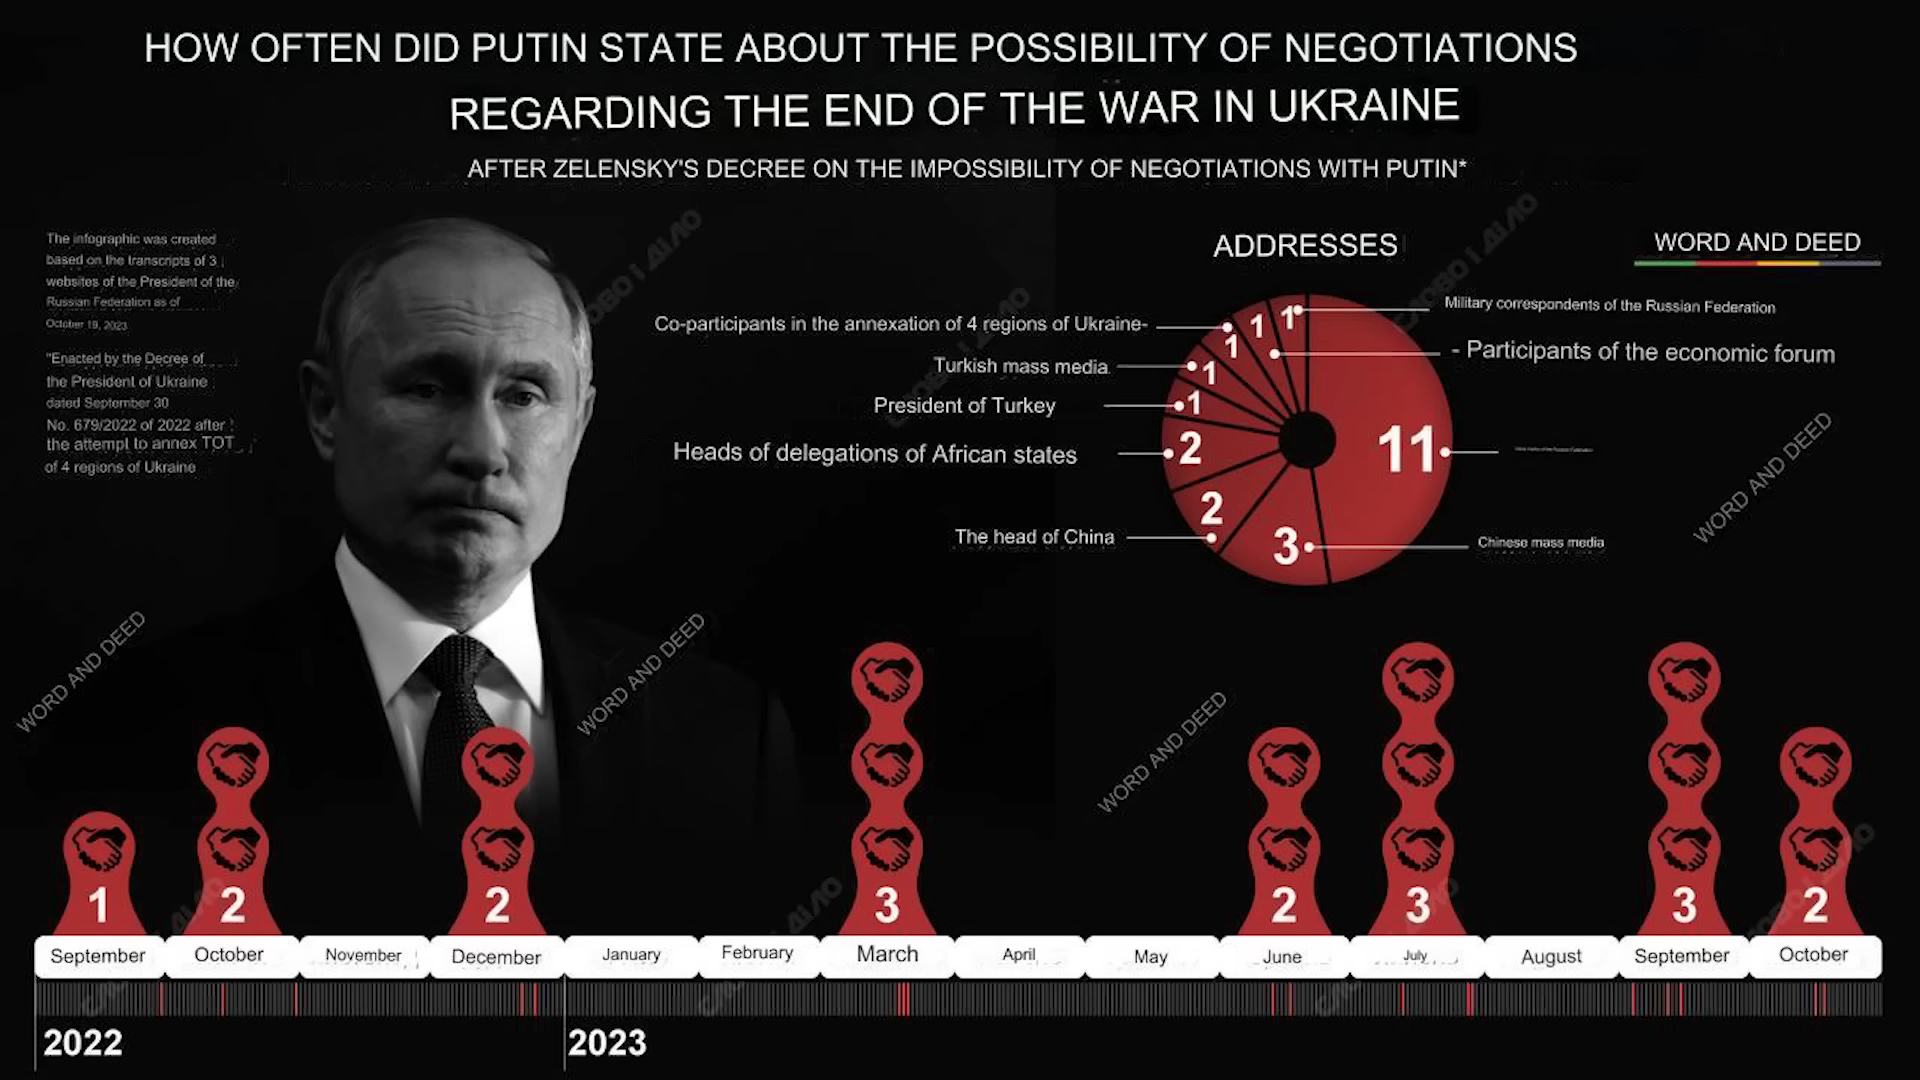 HOW OFTEN DID PUTIN STATE ABOUT THE POSSIBILITY OF NEGOTIATIONS
REGARDING THE END OF THE WAR IN UKRAINE
AFTER ZELENSKY'S DECREE ON THE IMPOSSIBILITY OF NEGOTIATIONS WITH PUTIN*
The infographic was created
based on the transcripts of 3
websites of the President of the
Russian Federation as of
October 19, 2023
"Enacted by the Decree of
the President of Ukraine
dated September 30
No. 679/2022 of 2022 after
the attempt to annex TOT
of 4 regions of Ukraine
ADDRESSES
WORD AND DEED
Military correspondents of the Russian Federation
1
Co-participants in the annexation of 4 regions of Ukraine-
1
1
- Participants of the economic forum
Turkish mass media
1
President of Turkey
1
Heads of delegations of African states
2
11
2
The head of China
3
Chinese mass media
WORD AND DEED
WORD AND DEED
WORD AND DEED
WORD AND DEED
1
2
2
3
2
3
3
2
September
October
November
December
January
February
March
April
May
June
July
August
September
October
2022
2023